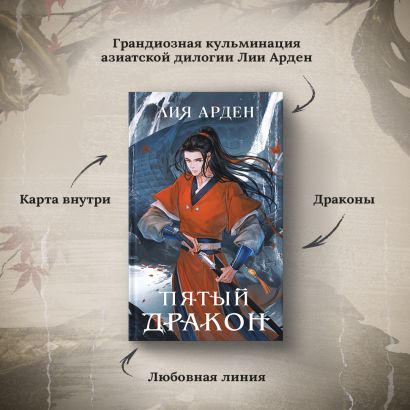 Грандиозная кульминация
азиатской дилогии Лии Арден
ЛИЯ АРДЕН
Карта внутри
Драконы
ПЯТЫЙ
ДРАКОН
Любовная линия